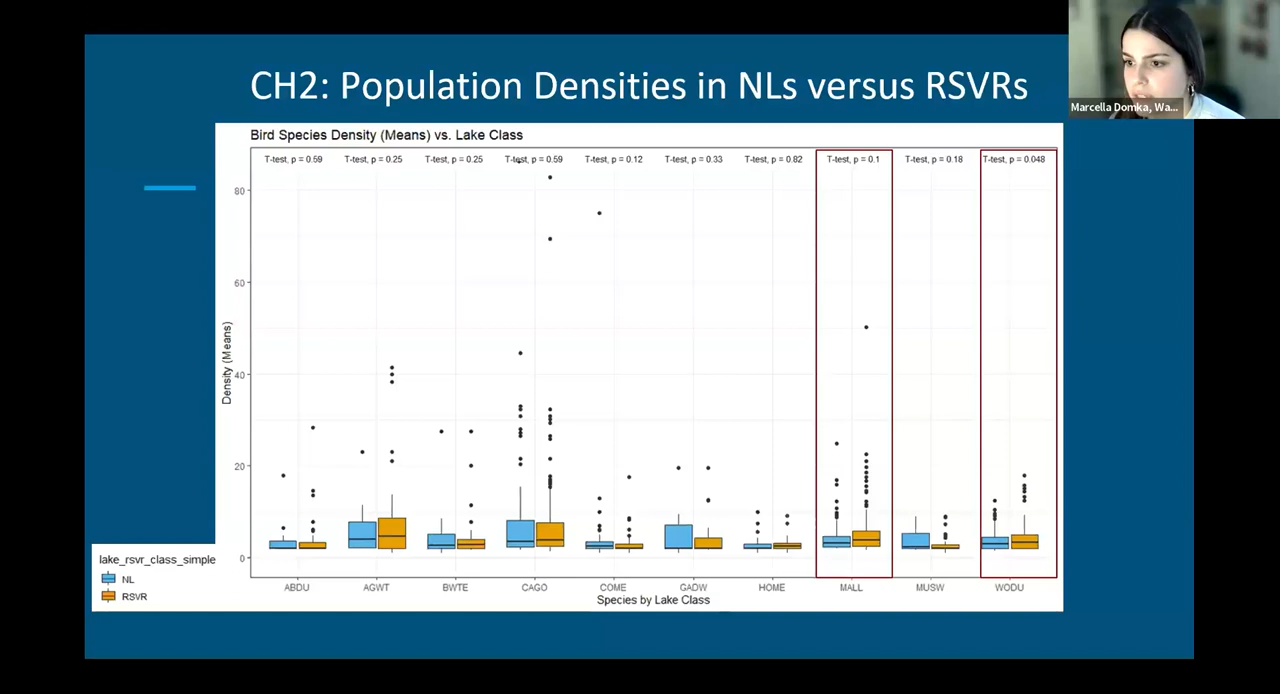 CH2: Population Densities in NLs versus RSVRs
Marcella Domka, Wa...
Bird Species Density (Means) vs. Lake Class
T-test, p = 0.59 T-test, p = 0.25 T-test, p = 0.25 T-test, p = 0.59 T-test, p = 0.12 T-test, p = 0.33 T-test, p = 0.82 T-test, p = 0.1 T-test, p = 0.18 T-test, p = 0.048
80
60
40
20
0
Density (Means)
ABDU AGWT BWTE CAGO COME GADW HOME MALL MUSW WODU
Species by Lake Class
lake_rsvr_class_simple
NL
RSVR